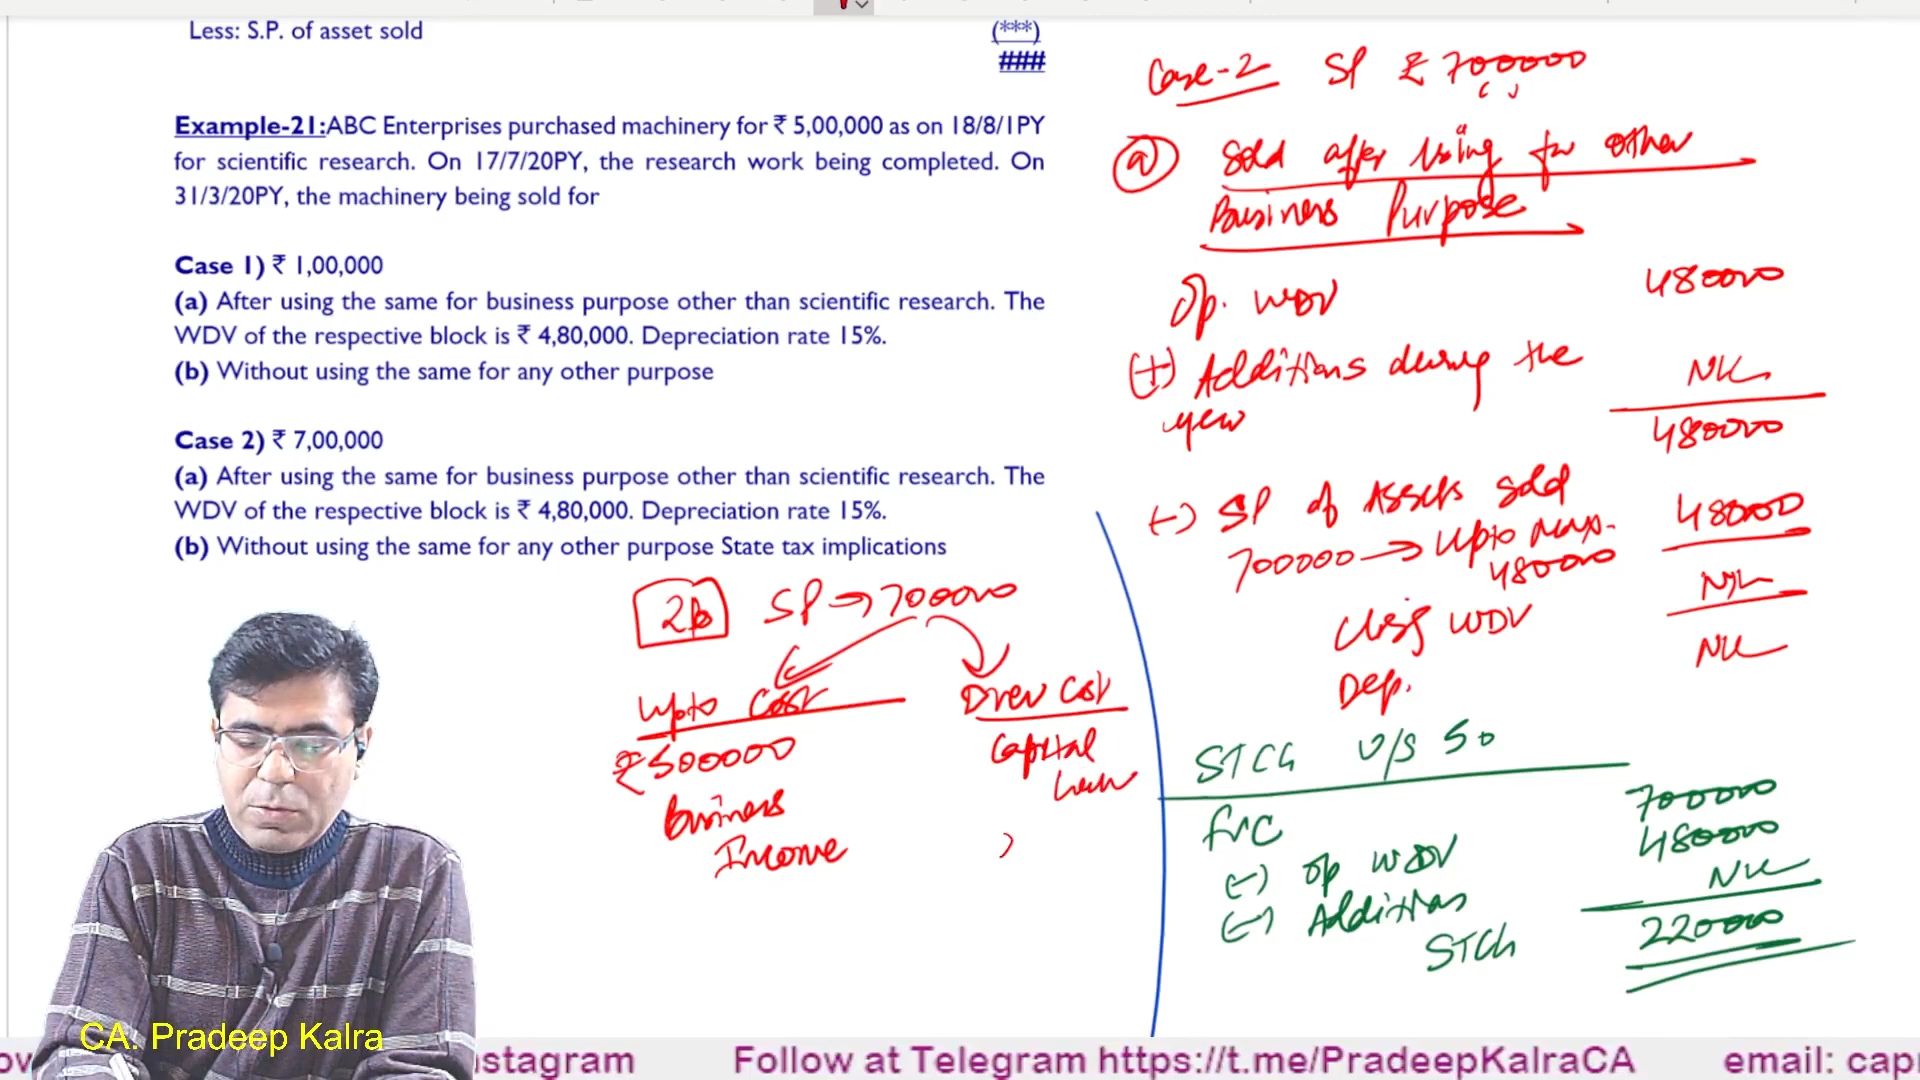 Less: S.P. of asset sold (***)
###
Example-21:ABC Enterprises purchased machinery for ₹ 5,00,000 as on 18/8/1PY
for scientific research. On 17/7/20PY, the research work being completed. On
31/3/20PY, the machinery being sold for
Case 1) ₹ 1,00,000
(a) After using the same for business purpose other than scientific research. The
WDV of the respective block is ₹ 4,80,000. Depreciation rate 15%.
(b) Without using the same for any other purpose
Case 2) ₹ 7,00,000
(a) After using the same for business purpose other than scientific research. The
WDV of the respective block is ₹ 4,80,000. Depreciation rate 15%.
(b) Without using the same for any other purpose State tax implications
2b SP → 700000
Upto Cost Over Cost
₹ 500000 Capital
Business
Income
Case-2 SP ₹ 700000
(a) Sold after using for other
Business Purpose
Op. WDV 480000
(+) Additions during the
year Nil
480000
(-) SP of Assets sold 480000
700000 → Upto max.
480000
Nil
Closing WDV
Dep. Nil
STCG u/s 50
FVC 700000
(-) Op WDV 480000
(-) Additions Nil
STCG 220000
CA. Pradeep Kalra
nstagram Follow at Telegram https://t.me/PradeepKalraCA email: capr